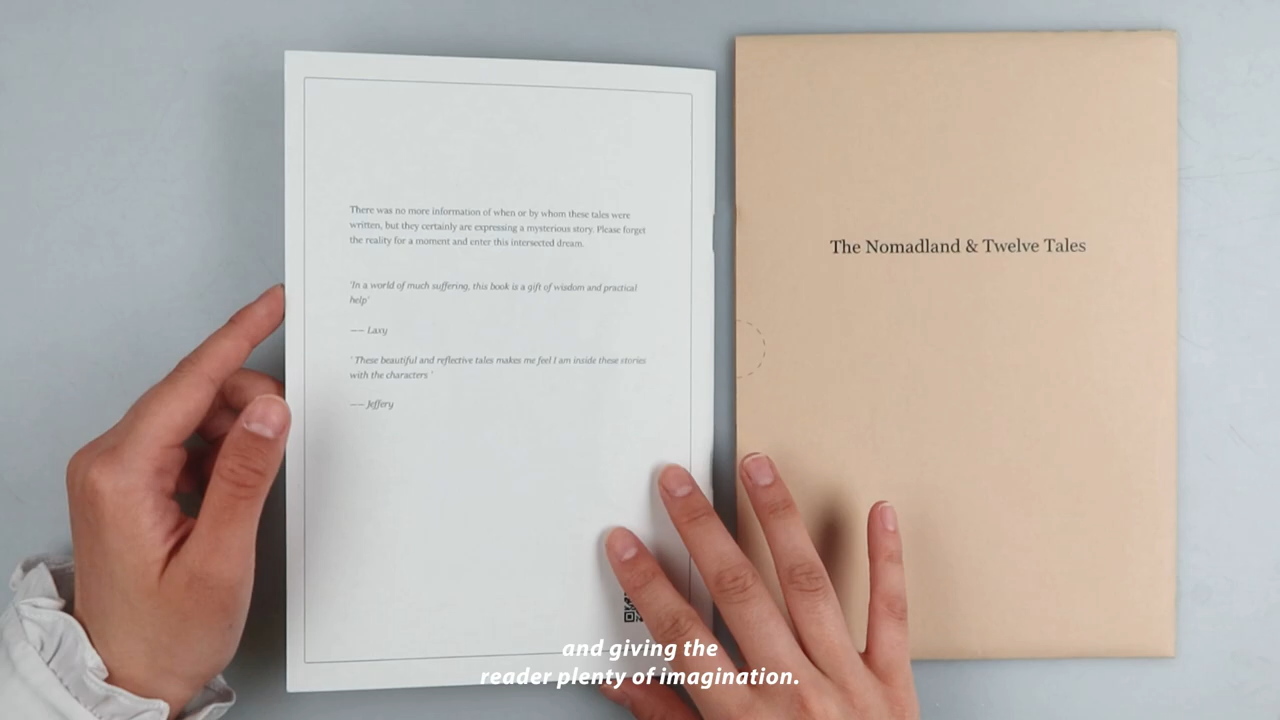 There was no more information of when or by whom these tales were
written, but they certainly are expressing a mysterious story. Please forget
the reality for a moment and enter this intersected dream.
'In a world of much suffering, this book is a gift of wisdom and practical
help'
—— Laxy
' These beautiful and reflective tales makes me feel I am inside these stories
with the characters '
—— Jeffery
The Nomadland & Twelve Tales
and giving the
reader plenty of imagination.